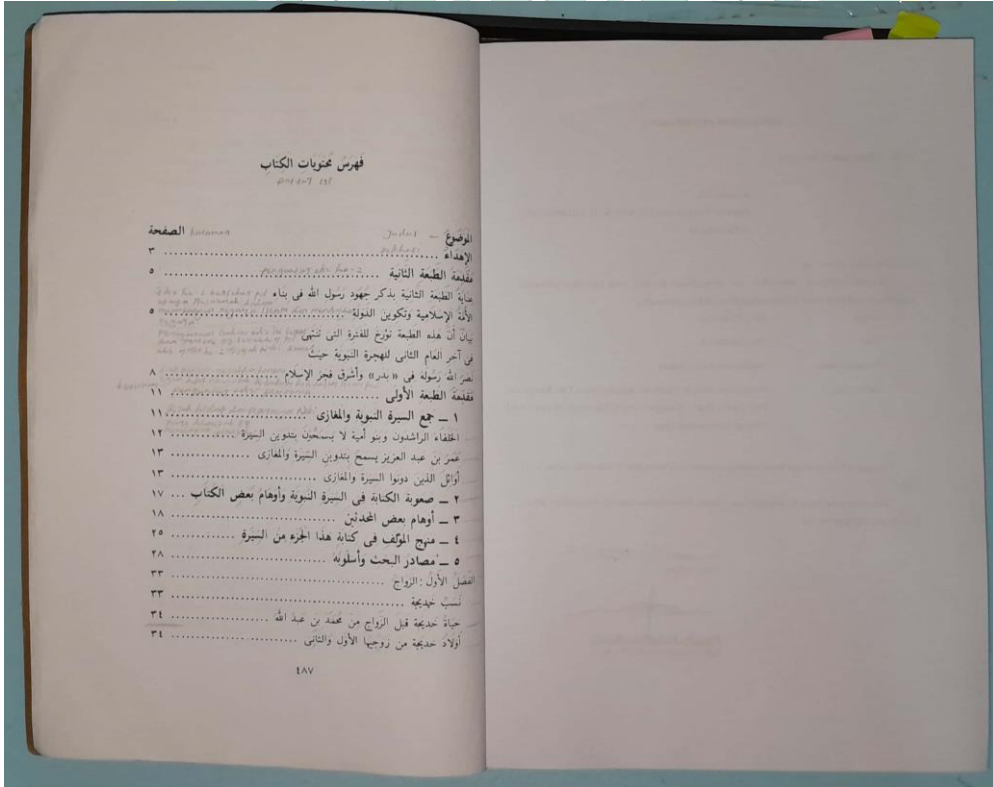 فهرس محتويات الكتاب
الموضوع – Judul halaman الصفحة
الإهداء ........ ٣
مقدمة الطبعة الثانية ........ ٥
عناية الطبعة الثانية بذكر جهود رسول الله فى بناء
الأمة الإسلامية وتكوين الدولة ........ ٥
بيان أن هذه الطبعة تؤرخ للفترة التى تنتهى
فى آخر العام الثانى للهجرة النبوية حيث
نصر الله رسوله فى «بدر» وأشرق فجر الإسلام ........ ٨
مقدمة الطبعة الأولى ........ ١١
١ – جمع السيرة النبوية والمغازى ........ ١١
الخلفاء الراشدون وبنو أمية لا يسمحون بتدوين السيرة ........ ١٢
عمر بن عبد العزيز يسمح بتدوين السيرة والمغازى ........ ١٣
أوائل الذين دونوا السيرة والمغازى ........ ١٣
٢ – صعوبة الكتابة فى السيرة النبوية وأوهام بعض الكتاب ... ١٧
٣ – أوهام بعض المحدثين ........ ١٨
٤ – منهج المؤلف فى كتابة هذا الجزء من السيرة ........ ٢٥
٥ – مصادر البحث وأسلوبه ........ ٢٨
الفصل الأول : الزواج ........ ٣٣
نسب خديجة ........ ٣٣
حياة خديجة قبل الزواج من محمد بن عبد الله ........ ٣٤
أولاد خديجة من زوجيها الأول والثانى ........ ٣٤
٤٨٧